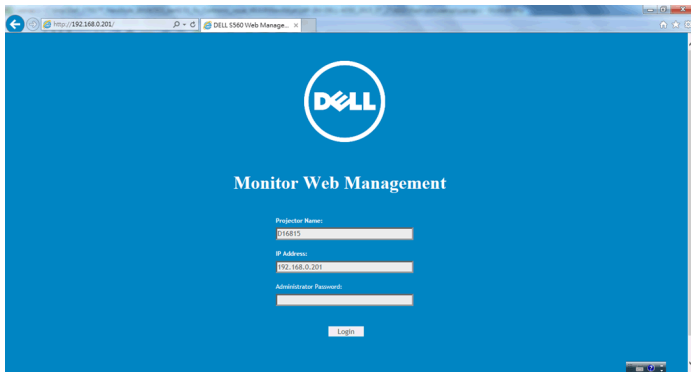 http://192.168.0.201/
DELL S560 Web Manage...
DELL
Monitor Web Management
Projector Name:
D16815
IP Address:
192.168.0.201
Administrator Password:
Login